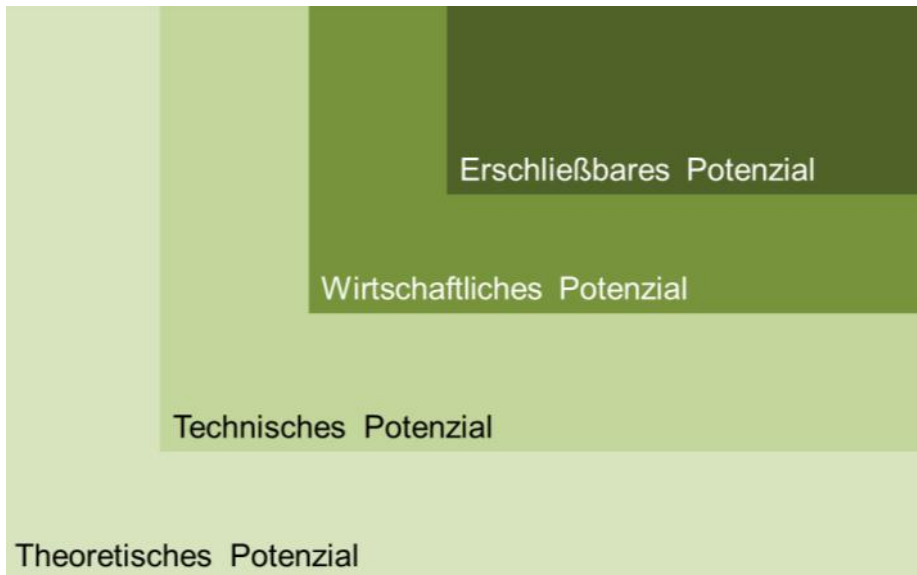 Erschließbares Potenzial
Wirtschaftliches Potenzial
Technisches Potenzial
Theoretisches Potenzial